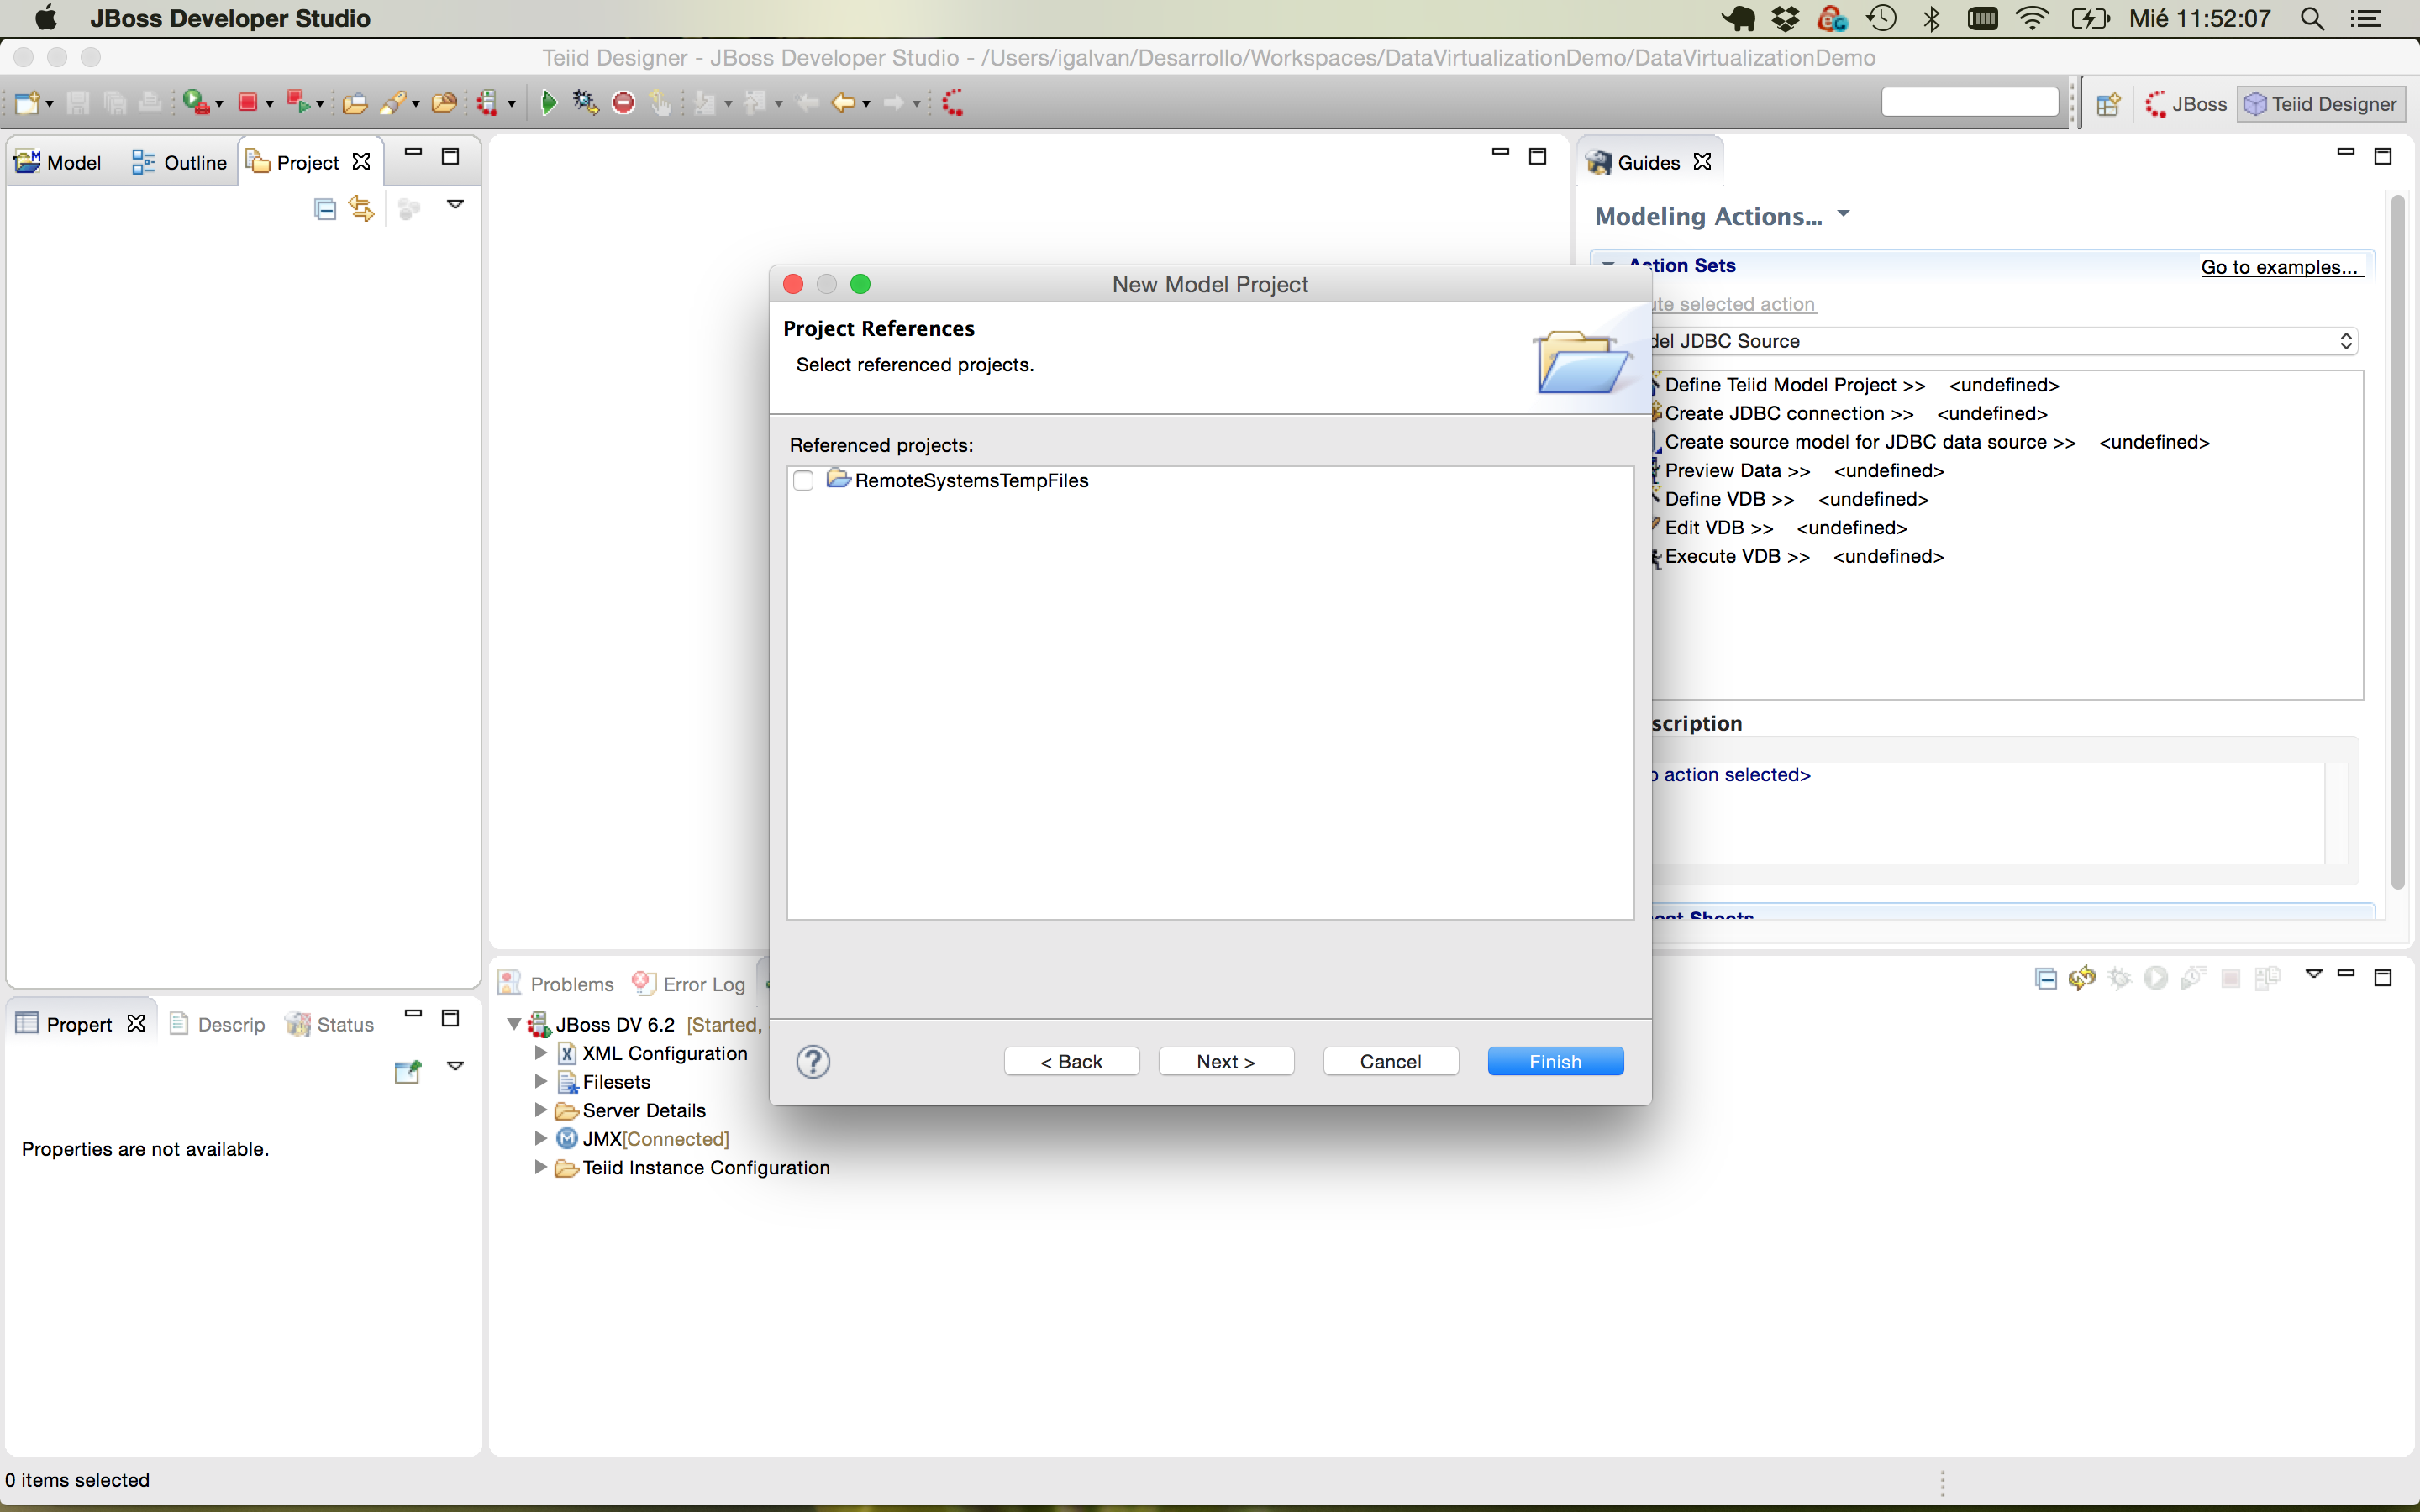 JBoss Developer Studio
Mié 11:52:07
Teiid Designer - JBoss Developer Studio - /Users/igalvan/Desarrollo/Workspaces/DataVirtualizationDemo/DataVirtualizationDemo
JBoss
Teiid Designer
Model
Outline
Project
Guides
Modeling Actions...
Action Sets
Go to examples...
te selected action
del JDBC Source
Define Teiid Model Project >> <undefined>
Create JDBC connection >> <undefined>
Create source model for JDBC data source >> <undefined>
Preview Data >> <undefined>
Define VDB >> <undefined>
Edit VDB >> <undefined>
Execute VDB >> <undefined>
scription
o action selected>
eat Sheets
New Model Project
Project References
Select referenced projects.
Referenced projects:
RemoteSystemsTempFiles
?
< Back
Next >
Cancel
Finish
Problems
Error Log
JBoss DV 6.2 [Started,
XML Configuration
Filesets
Server Details
JMX[Connected]
Teiid Instance Configuration
Propert
Descrip
Status
Properties are not available.
0 items selected